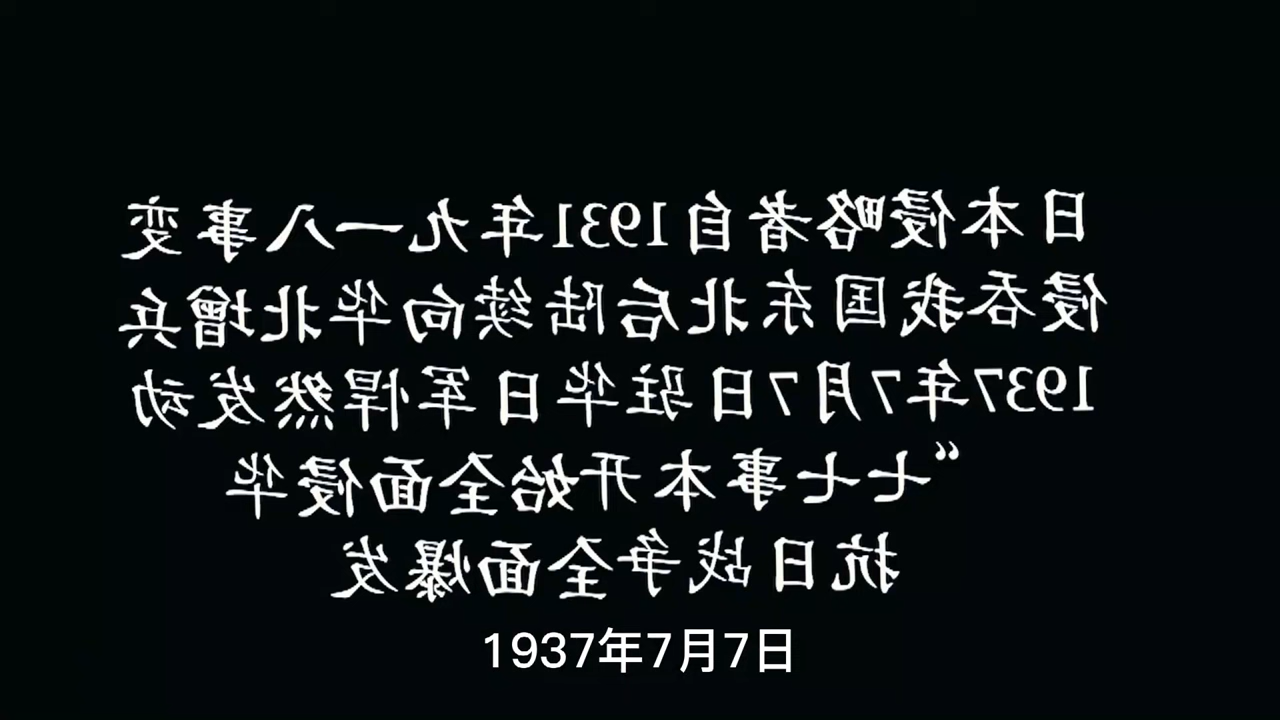 日本侵略者自1931年九一八事变
侵吞我国东北后陆续向华北增兵
1937年7月7日驻华日军悍然发动
“七七事本开始全面侵华
抗日战争全面爆发
1937年7月7日